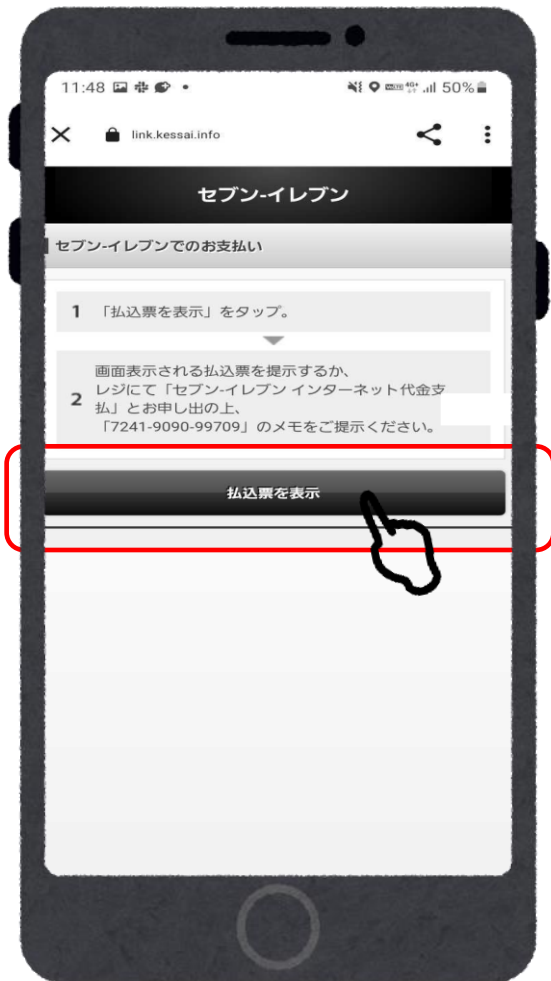 11:48
4G+ 50%
link.kessai.info
セブン-イレブン
セブン-イレブンでのお支払い
1 「払込票を表示」をタップ。
画面表示される払込票を提示するか、
2 レジにて「セブン-イレブン インターネット代金支
払」とお申し出の上、
「7241-9090-99709」のメモをご提示ください。
払込票を表示